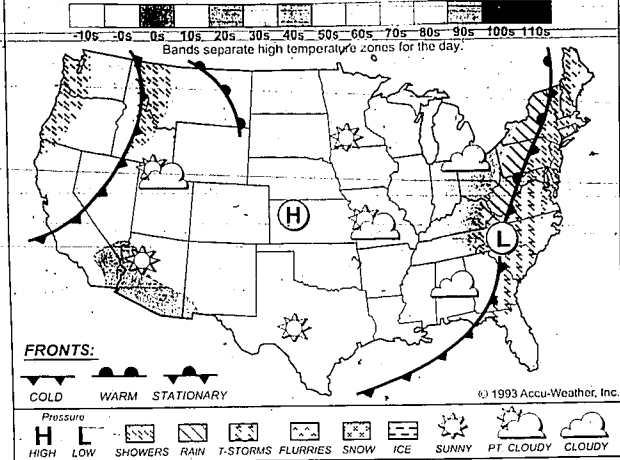 -10s -0s 0s 10s 20s 30s 40s 50s 60s 70s 80s 90s 100s 110s
Bands separate high temperature zones for the day.
H
L
FRONTS:
COLD WARM STATIONARY
© 1993 Accu-Weather, Inc.
Pressure
H L
HIGH LOW SHOWERS RAIN T-STORMS FLURRIES SNOW ICE SUNNY PT. CLOUDY CLOUDY